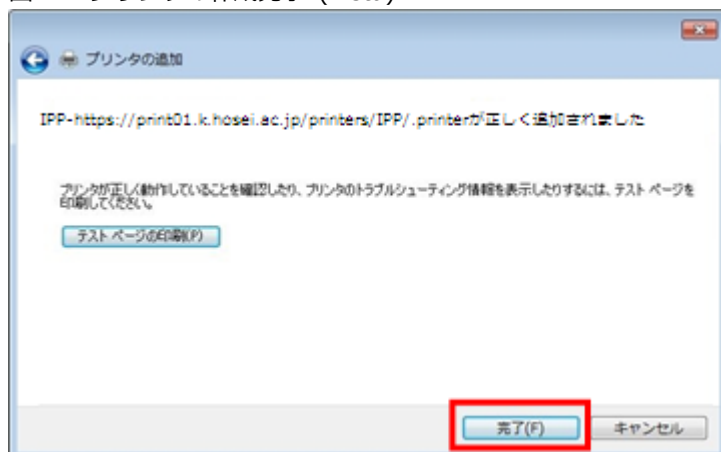 プリンタの追加
IPP-https://print01.k.hosei.ac.jp/printers/IPP/.printerが正しく追加されました
プリンタが正しく動作していることを確認したり、プリンタのトラブルシューティング情報を表示したりするには、テスト ページを
印刷してください。
テスト ページの印刷(P)
完了(F)
キャンセル